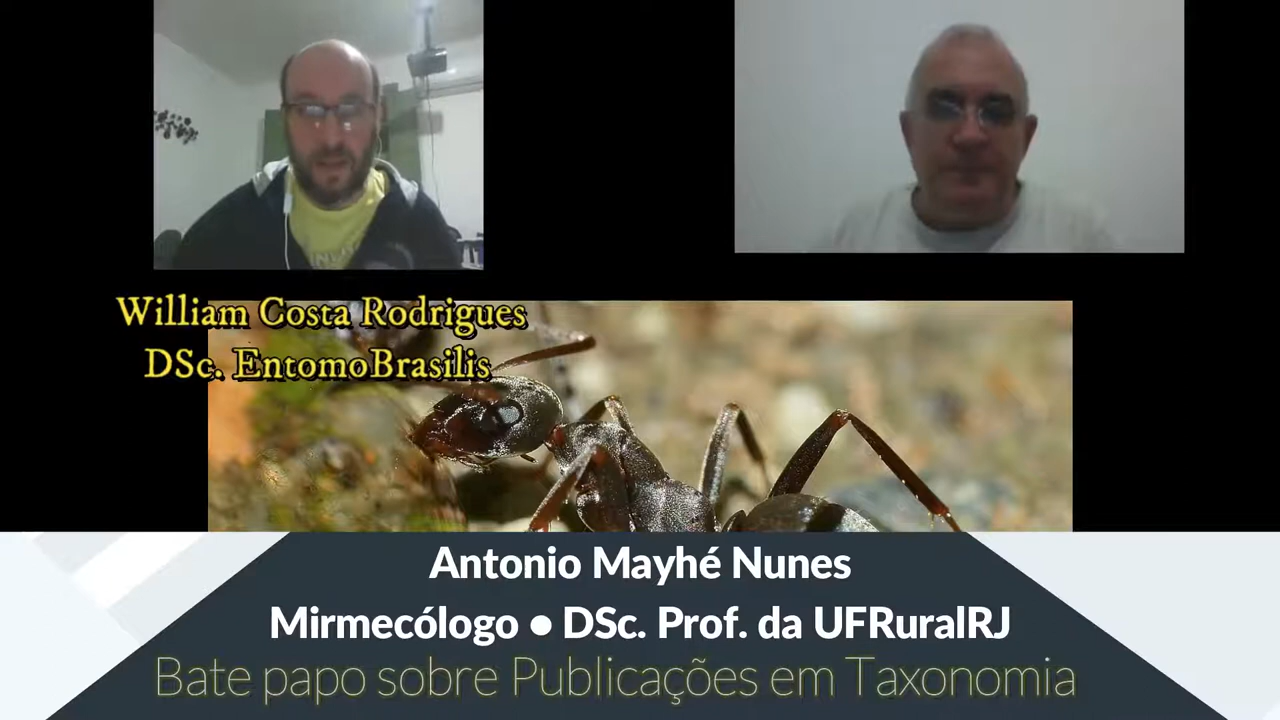 William Costa Rodrigues
DSc. EntomoBrasilis
Antonio Mayhé Nunes
Mirmecólogo • DSc. Prof. da UFRuralRJ
Bate papo sobre Publicações em Taxonomia